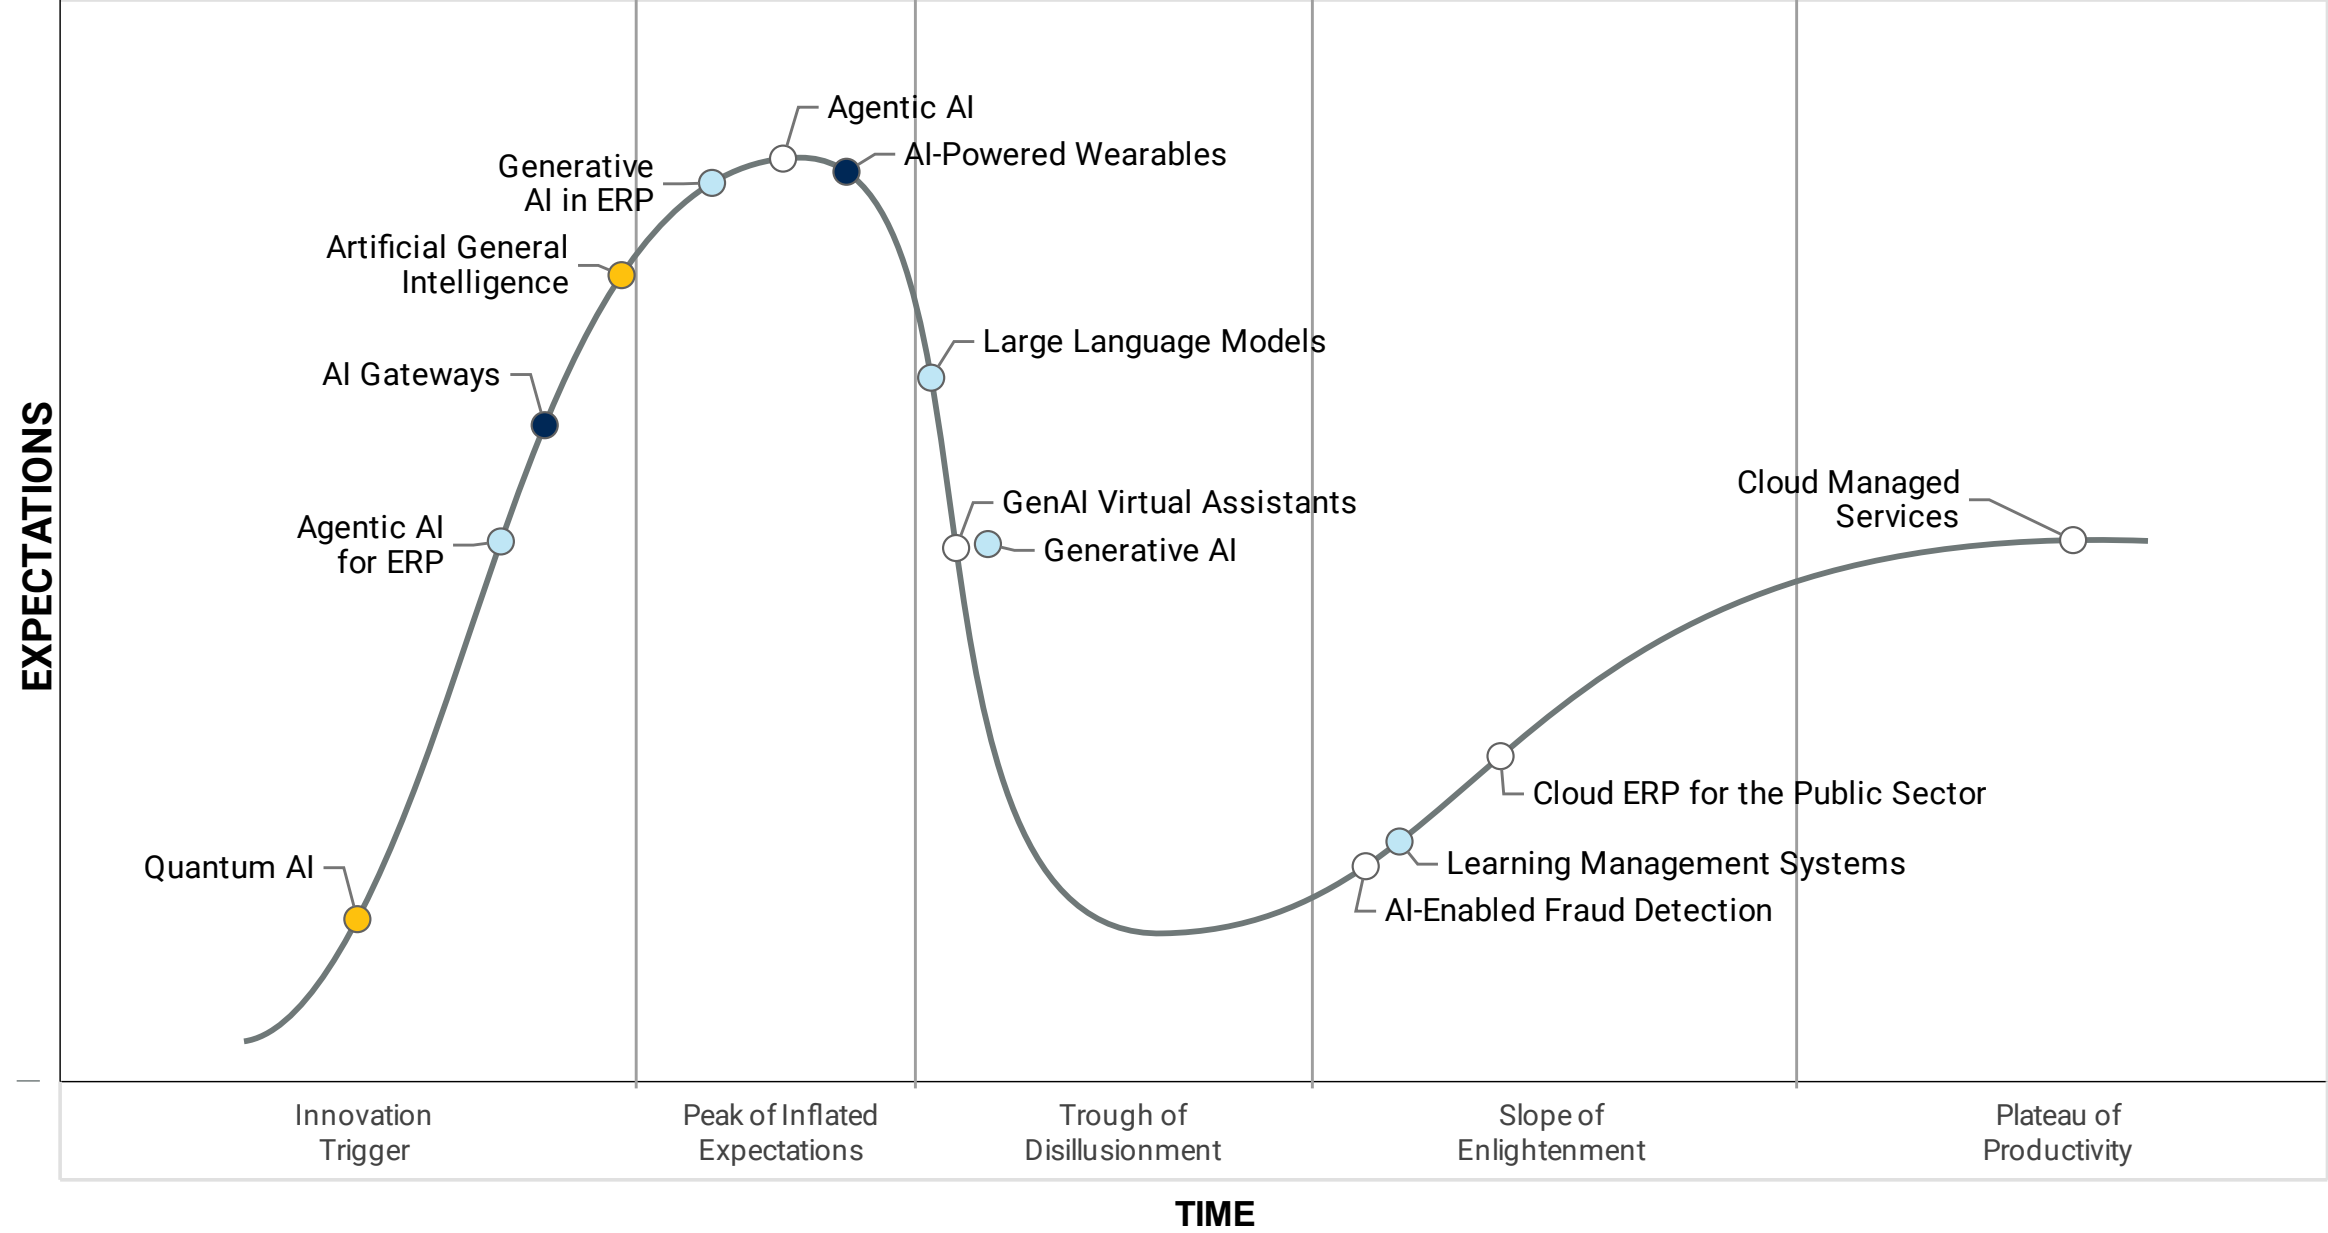 Agentic AI
AI-Powered Wearables
Generative
AI in ERP
Artificial General
Intelligence
Large Language Models
AI Gateways
EXPECTATIONS
GenAI Virtual Assistants
Cloud Managed
Services
Agentic AI
for ERP
Generative AI
Cloud ERP for the Public Sector
Quantum AI
Learning Management Systems
AI-Enabled Fraud Detection
Innovation
Trigger
Peak of Inflated
Expectations
Trough of
Disillusionment
Slope of
Enlightenment
Plateau of
Productivity
TIME